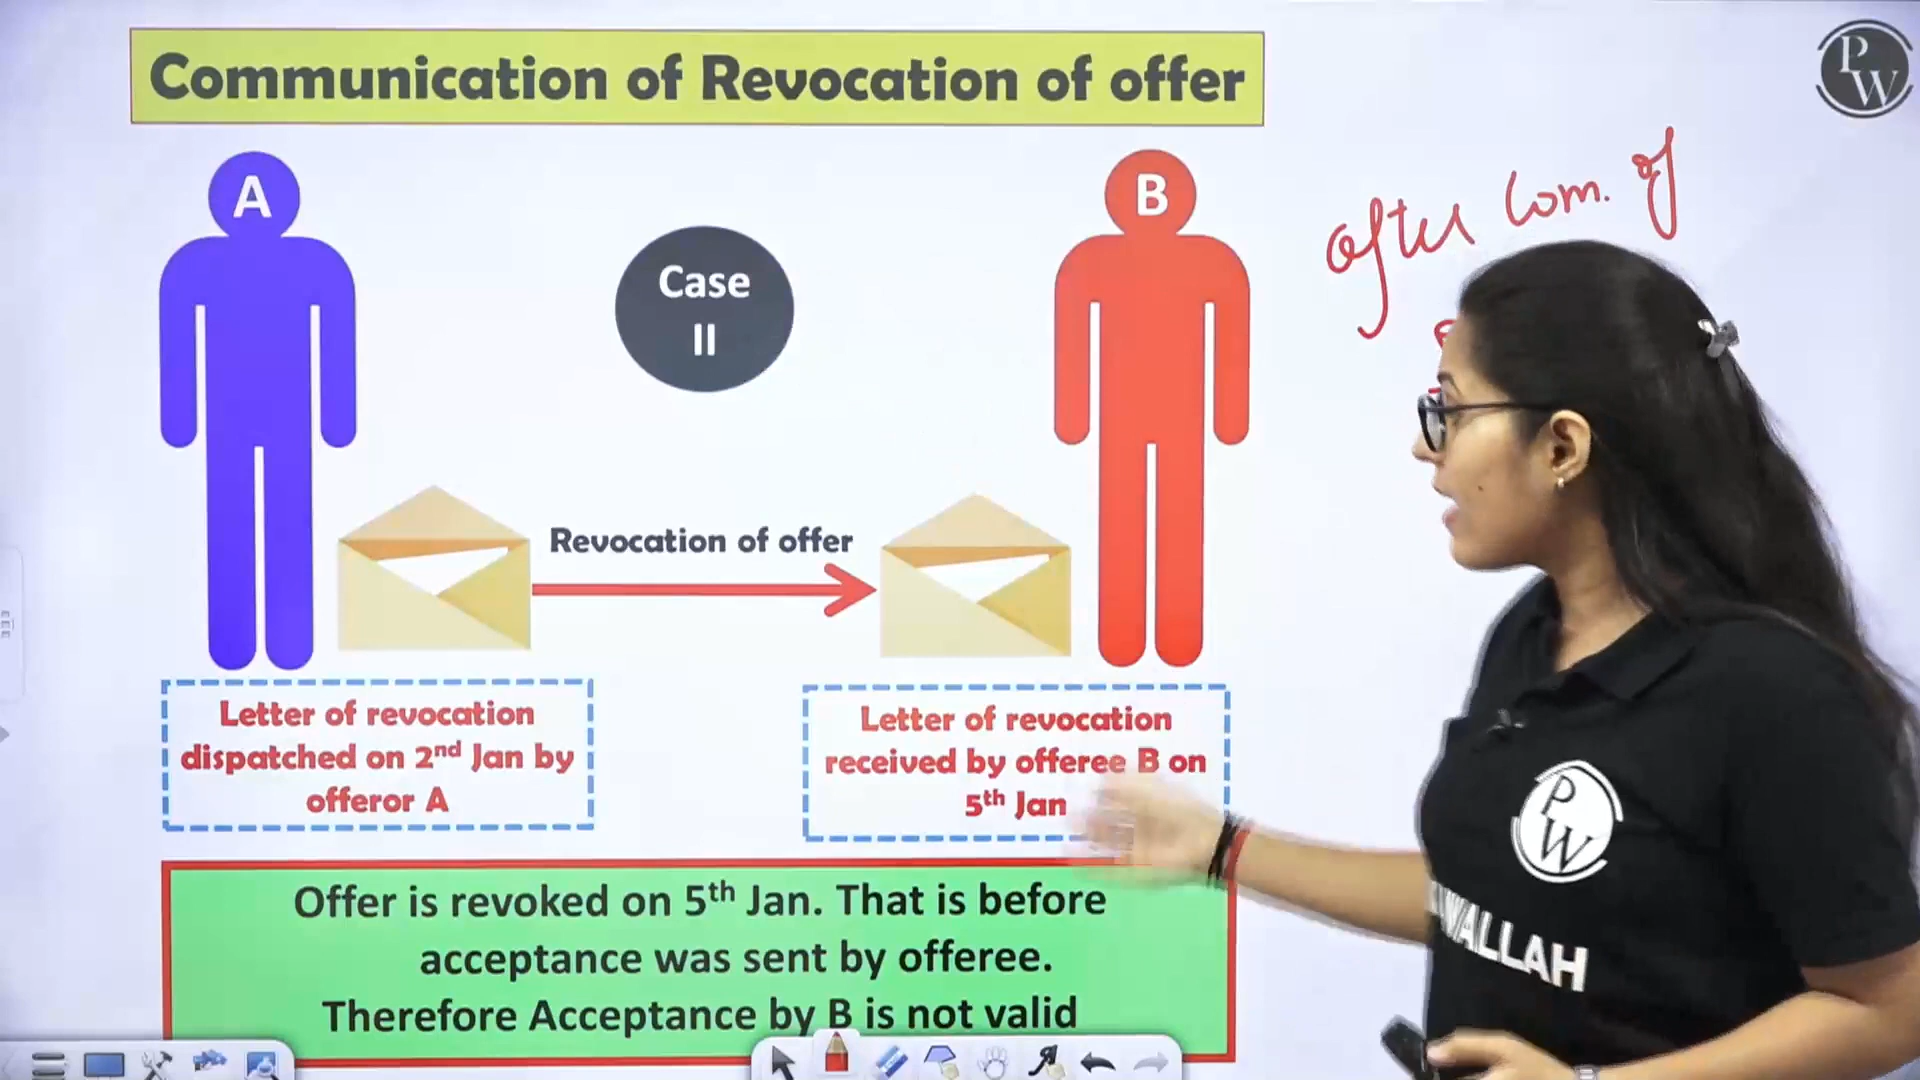 Communication of Revocation of offer
PW
A
B
Case
II
after Com. of
Revocation of offer
Letter of revocation
dispatched on 2nd Jan by
offeror A
Letter of revocation
received by offeree B on
5th Jan
Offer is revoked on 5th Jan. That is before
acceptance was sent by offeree.
Therefore Acceptance by B is not valid
PW
WALLAH